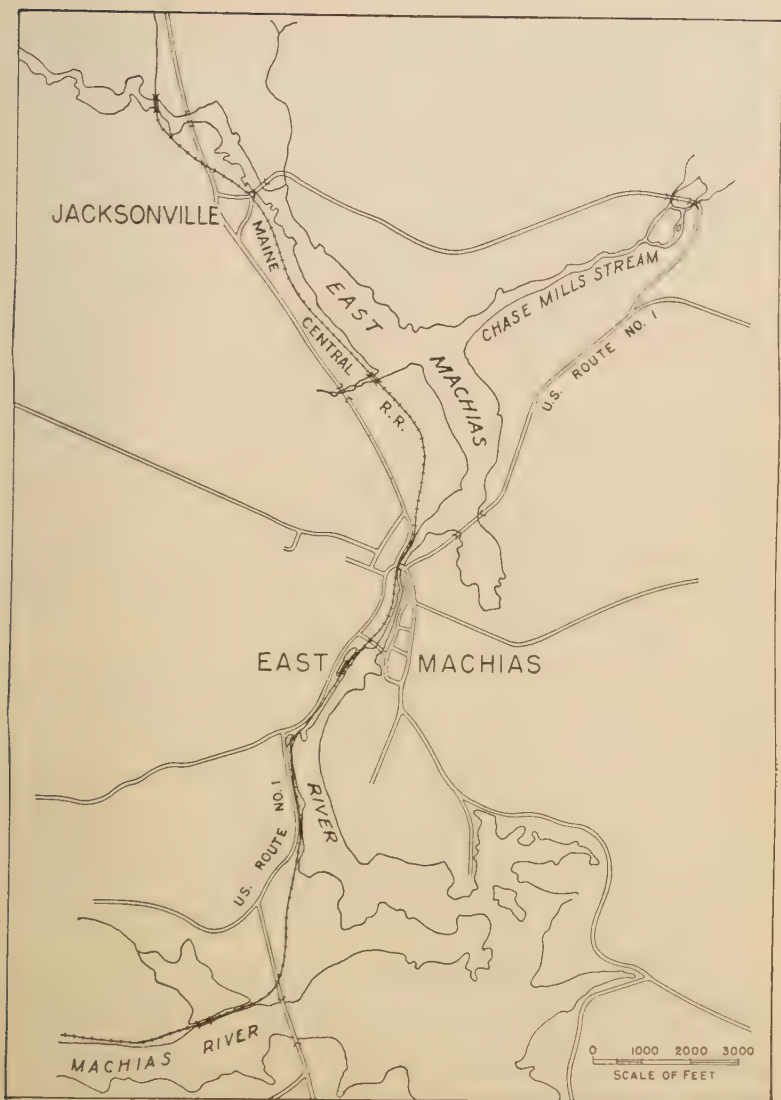 JACKSONVILLE
MAINE
CENTRAL
R.R.
EAST
MACHIAS
CHASE MILLS STREAM
U.S. ROUTE NO. 1
EAST MACHIAS
RIVER
U.S. ROUTE NO. 1
MACHIAS RIVER
0 1000 2000 3000
SCALE OF FEET